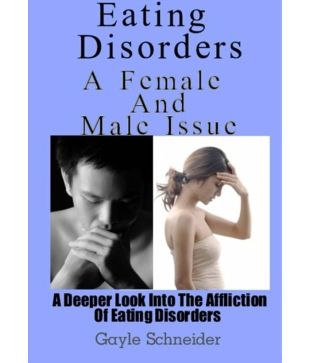 Eating
Disorders
A Female
And
Male Issue
A Deeper Look Into The Affliction
Of Eating Disorders
Gayle Schneider